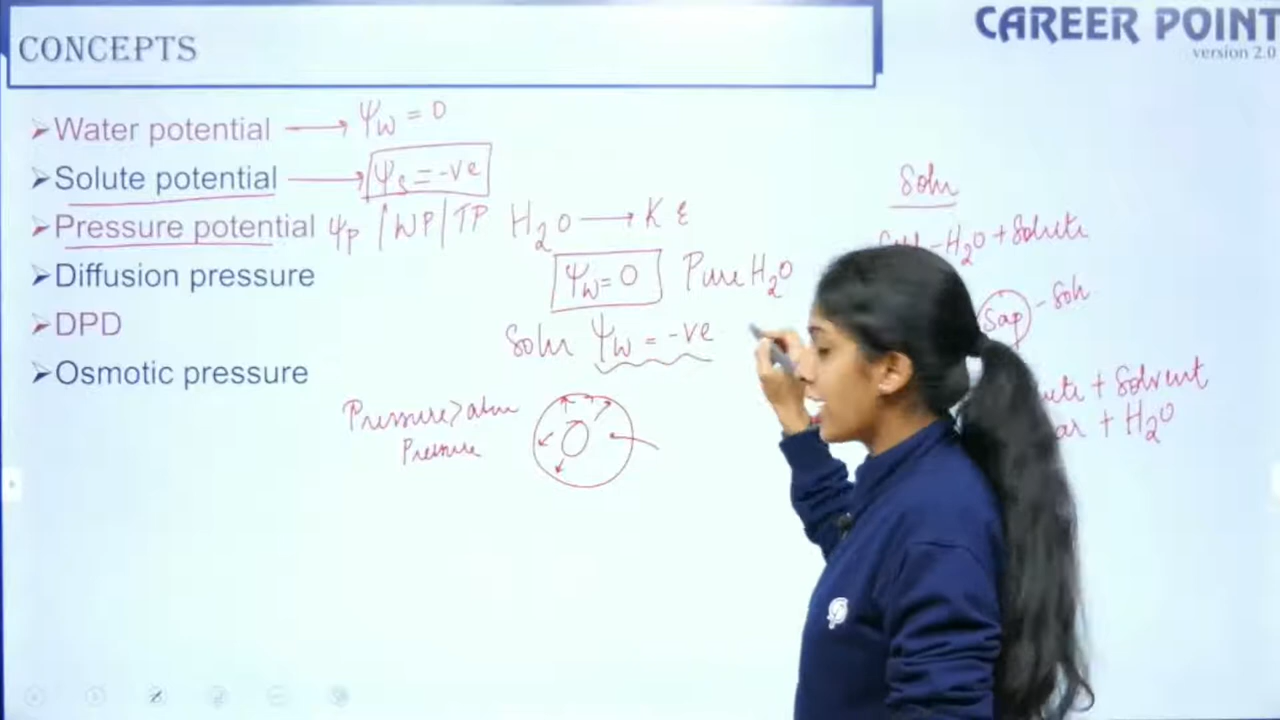 CONCEPTS
CAREER POINT
version 2.0
➤Water potential ⟶ Ψw = 0
➤Solute potential ⟶ Ψs = -ve
➤Pressure potential Ψp / WP / TP
➤Diffusion pressure
➤DPD
➤Osmotic pressure
H2O ⟶ K E
Ψw = 0 Pure H2O
Soln Ψw = -ve
Pressure > atm
Pressure
Soln
- H2O + Solute
Sap - Soln
+ Solvent
+ H2O